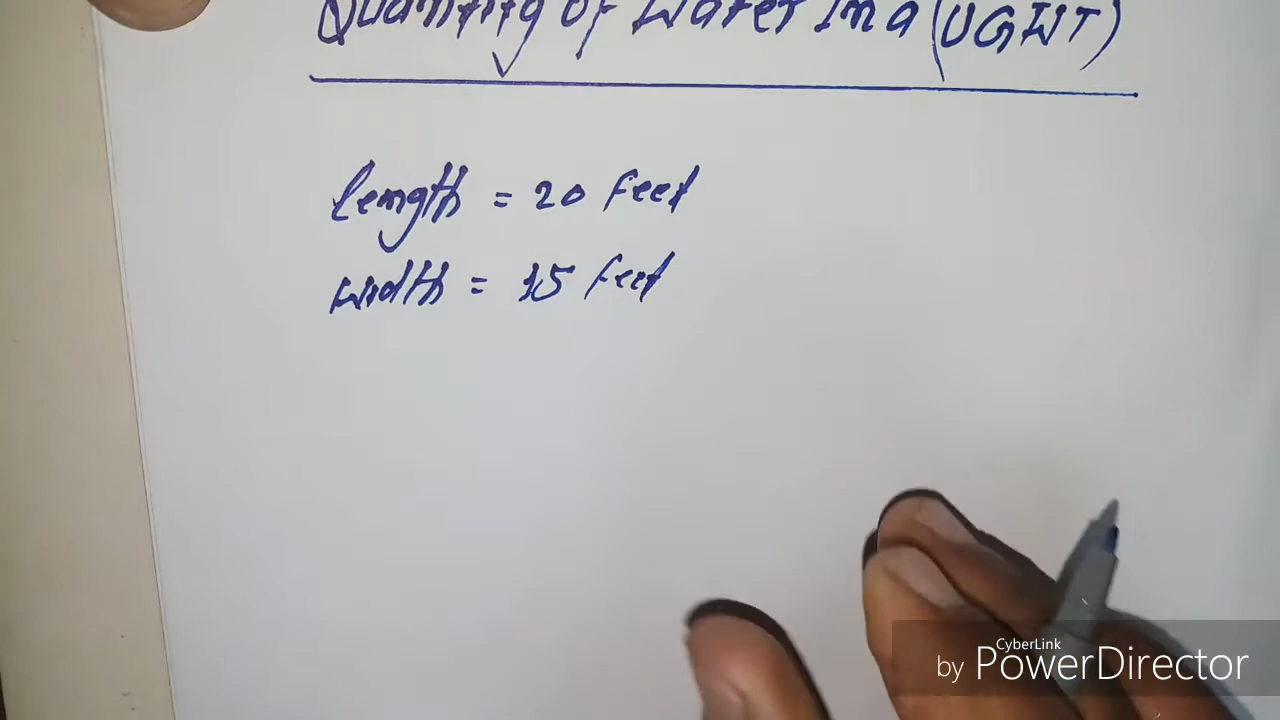 Quantity of Water In a (UGWT)
length = 20 Feet
width = 15 Feet
CyberLink
by PowerDirector